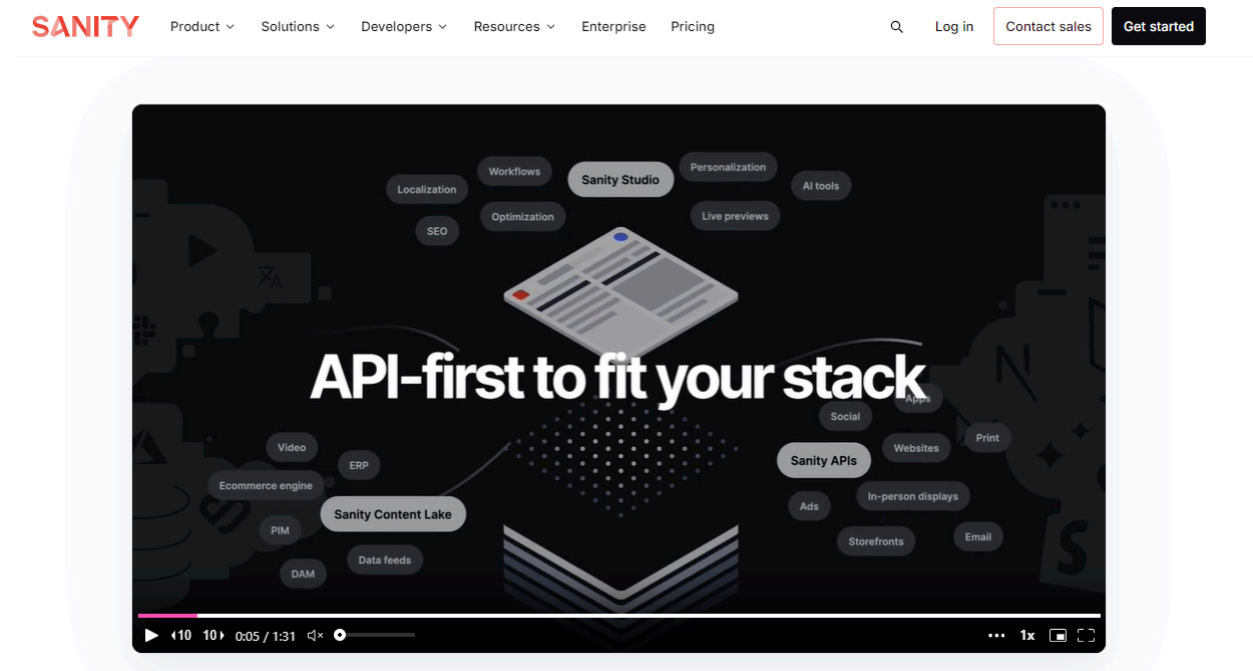 SANITY Product Solutions Developers Resources Enterprise Pricing Log in Contact sales Get started
Workflows Sanity Studio Personalization
Localization AI tools
SEO Optimization Live previews
API-first to fit your stack
Apps
Social
Video Websites Print
ERP Sanity APIs
Ecommerce engine In-person displays
Sanity Content Lake Ads
PIM Storefronts Email
Data feeds
DAM
10 10 0:05 / 1:31 1x